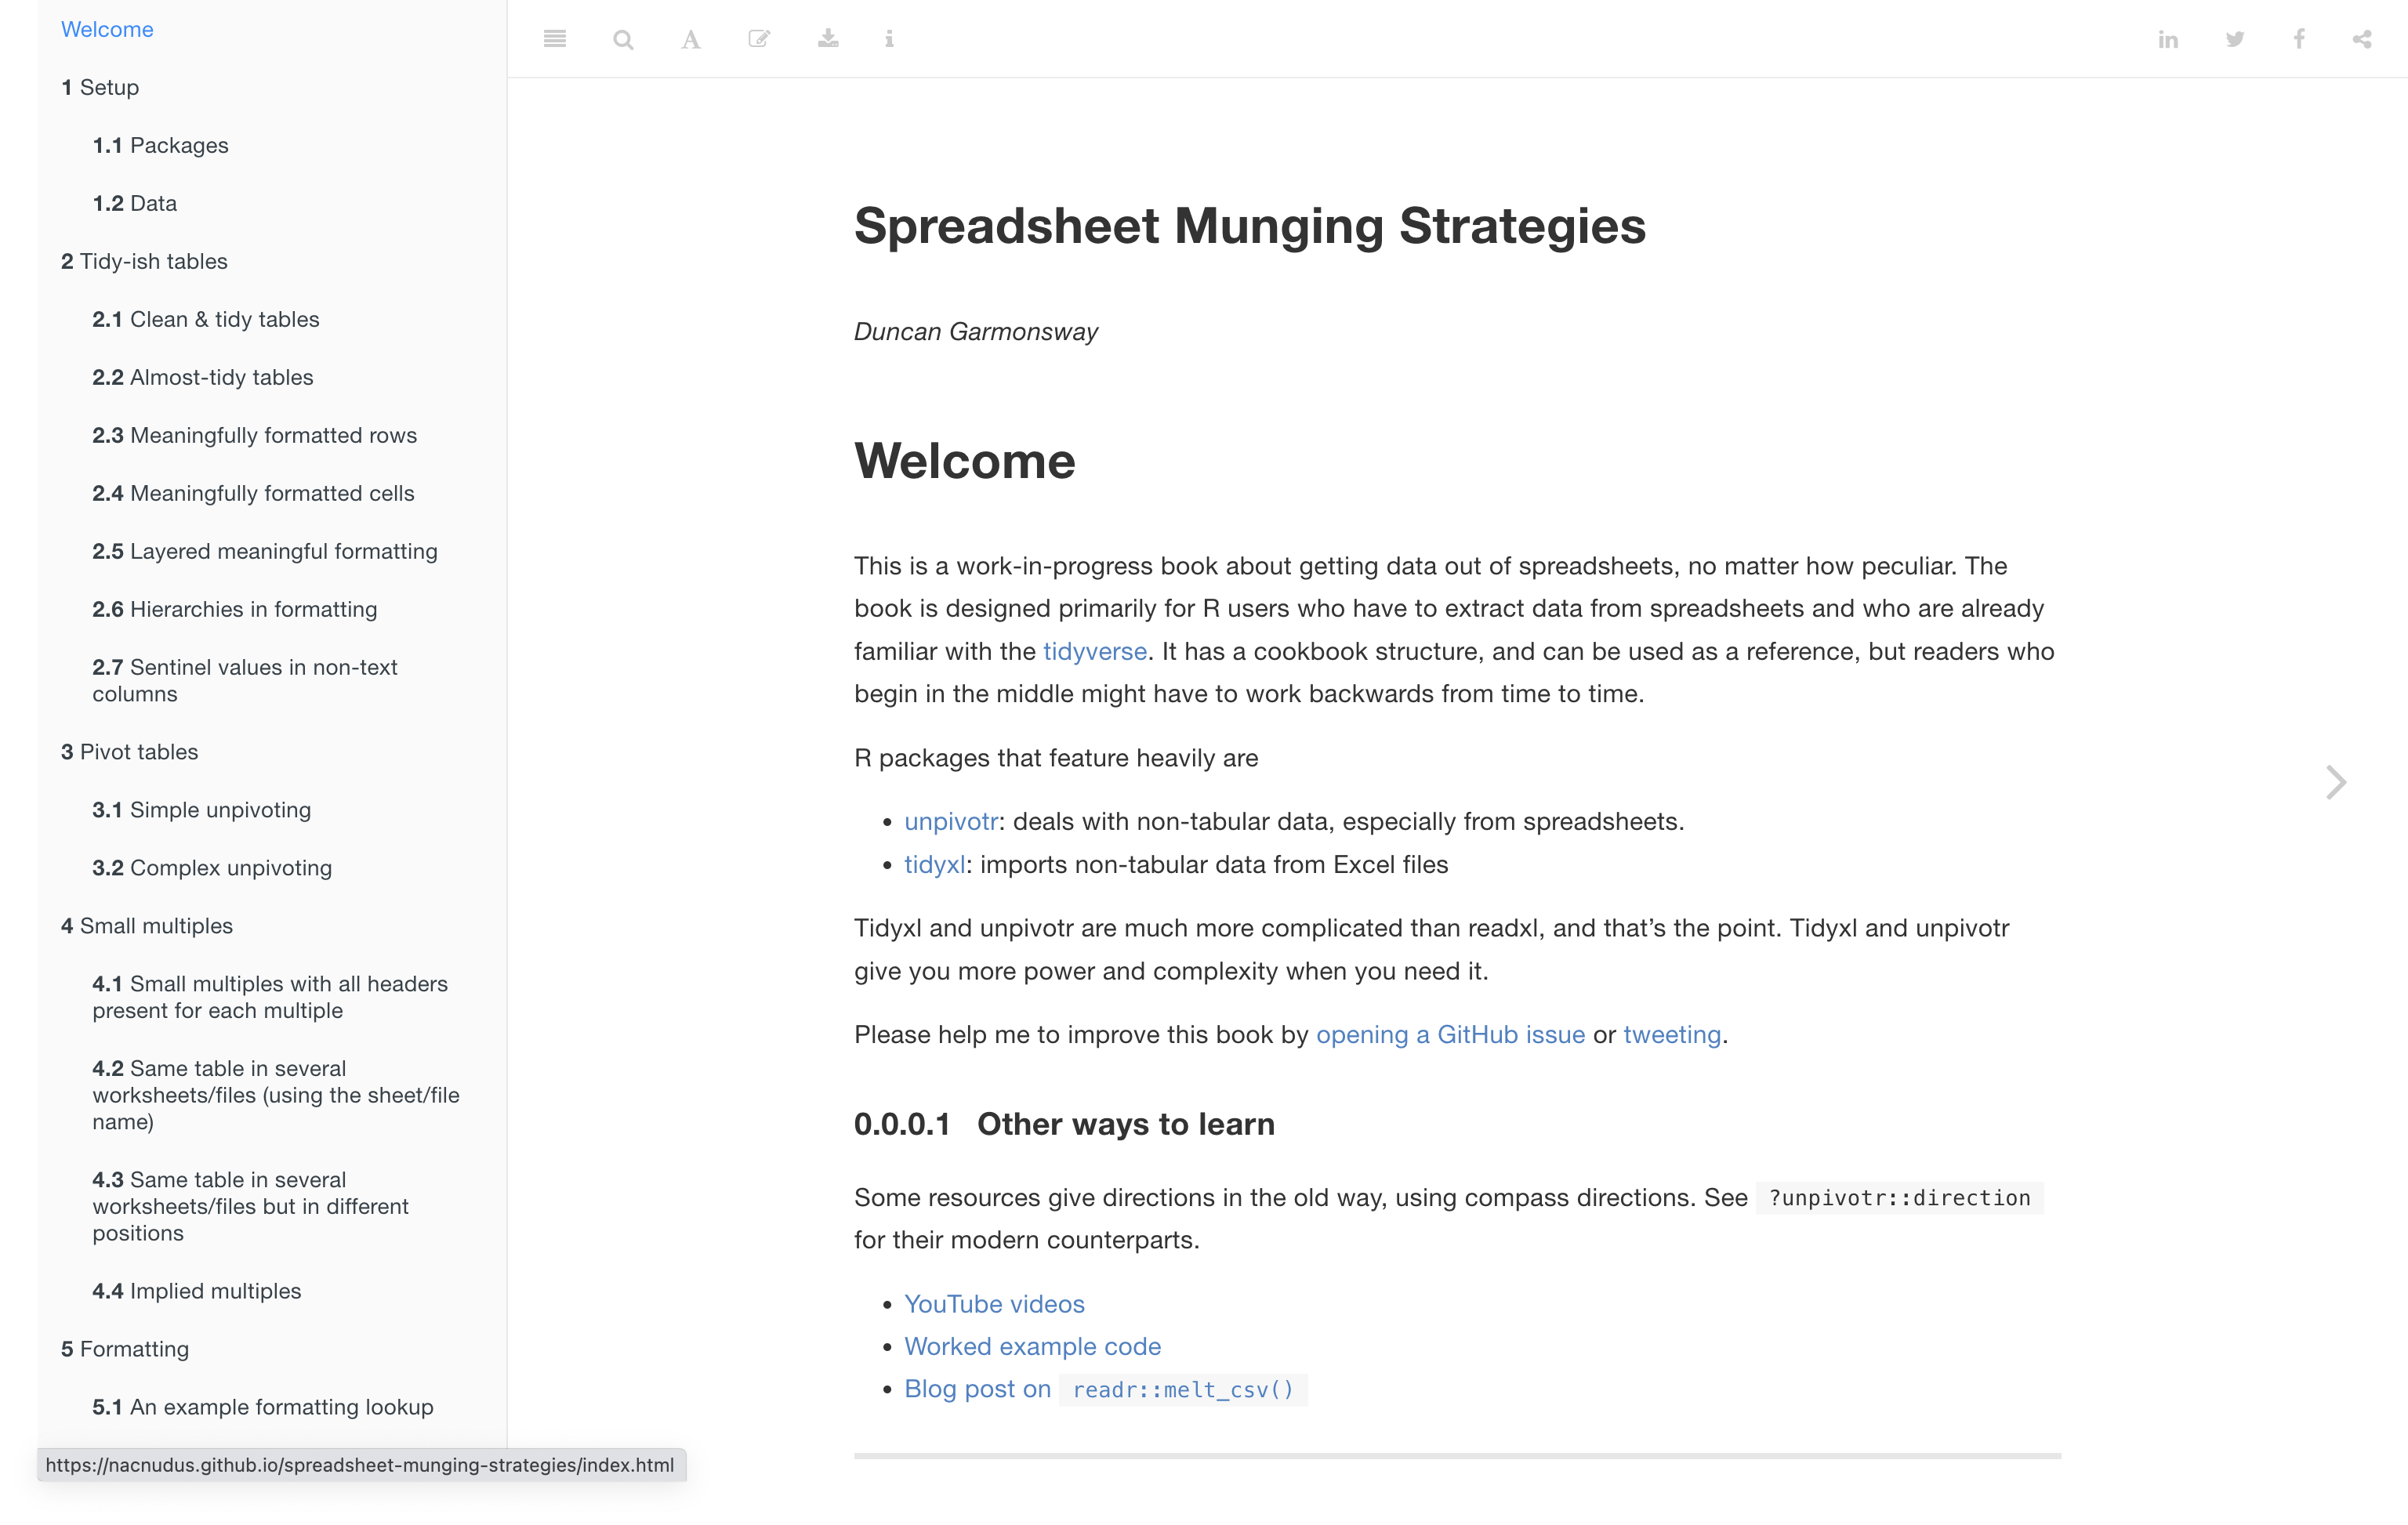 Welcome
1 Setup
1.1 Packages
1.2 Data
2 Tidy-ish tables
2.1 Clean & tidy tables
2.2 Almost-tidy tables
2.3 Meaningfully formatted rows
2.4 Meaningfully formatted cells
2.5 Layered meaningful formatting
2.6 Hierarchies in formatting
2.7 Sentinel values in non-text
columns
3 Pivot tables
3.1 Simple unpivoting
3.2 Complex unpivoting
4 Small multiples
4.1 Small multiples with all headers
present for each multiple
4.2 Same table in several
worksheets/files (using the sheet/file
name)
4.3 Same table in several
worksheets/files but in different
positions
4.4 Implied multiples
5 Formatting
5.1 An example formatting lookup
https://nacnudus.github.io/spreadsheet-munging-strategies/index.html
Spreadsheet Munging Strategies
Duncan Garmonsway
Welcome
This is a work-in-progress book about getting data out of spreadsheets, no matter how peculiar. The
book is designed primarily for R users who have to extract data from spreadsheets and who are already
familiar with the tidyverse. It has a cookbook structure, and can be used as a reference, but readers who
begin in the middle might have to work backwards from time to time.
R packages that feature heavily are
• unpivotr: deals with non-tabular data, especially from spreadsheets.
• tidyxl: imports non-tabular data from Excel files
Tidyxl and unpivotr are much more complicated than readxl, and that’s the point. Tidyxl and unpivotr
give you more power and complexity when you need it.
Please help me to improve this book by opening a GitHub issue or tweeting.
0.0.0.1 Other ways to learn
Some resources give directions in the old way, using compass directions. See ?unpivotr::direction
for their modern counterparts.
• YouTube videos
• Worked example code
• Blog post on readr::melt_csv()